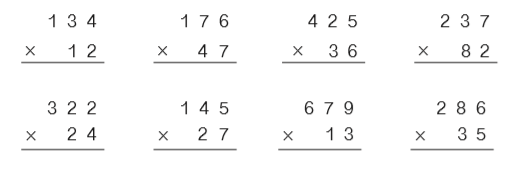 134 176 425 237
× 12 × 47 × 36 × 82
322 145 679 286
× 24 × 27 × 13 × 35